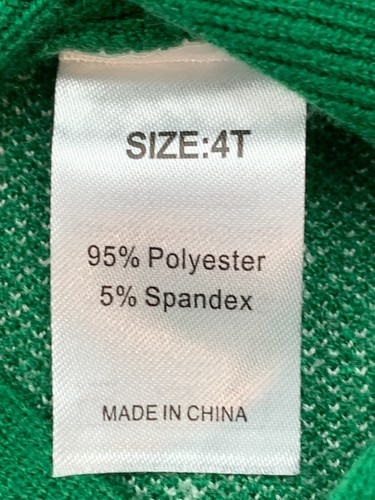 SIZE:4T
95% Polyester
5% Spandex
MADE IN CHINA